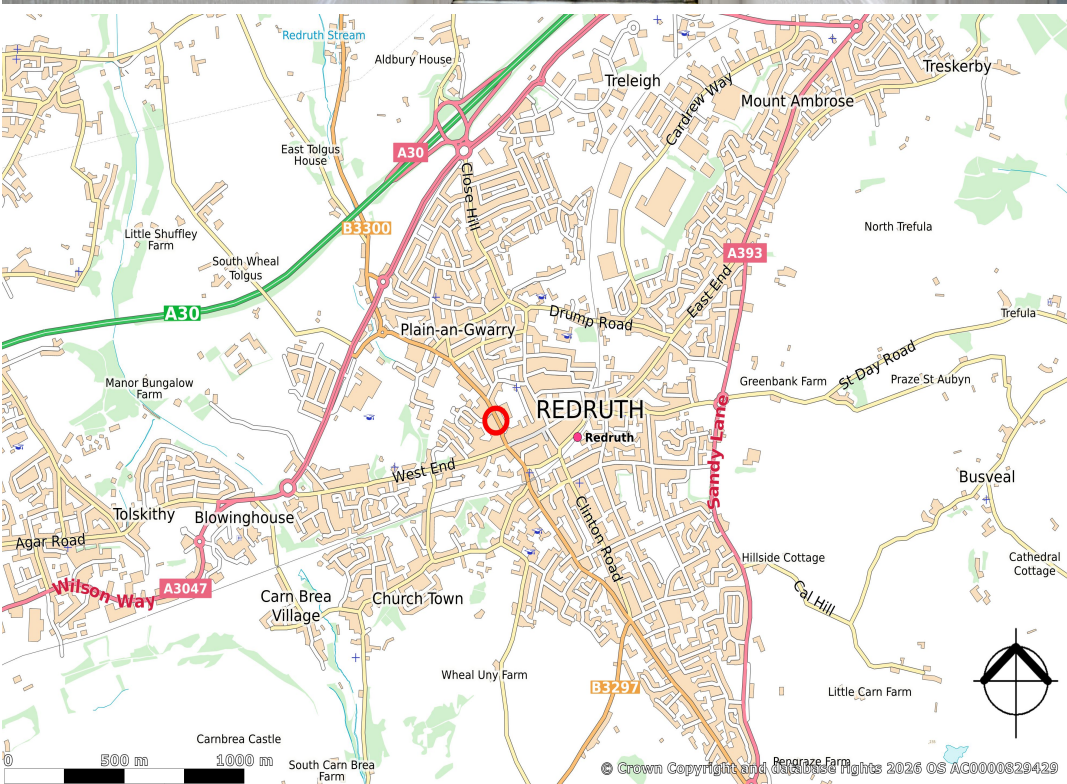 Redruth Stream
Aldbury House
Treleigh
Treskerby
Cardrew Way
Mount Ambrose
A30
East Tolgus
House
Close Hill
B3300
Little Shuffley
Farm
North Trefula
A393
South Wheal
Tolgus
East End
A30
Drump Road
Trefula
Plain-an-Gwarry
St Day Road
Manor Bungalow
Farm
Greenbank Farm
Praze St Aubyn
REDRUTH
Redruth
Sandy Lane
West End
Busveal
Tolskithy
Blowinghouse
Clinton Road
Agar Road
Hillside Cottage
Cathedral
Cottage
Wilson Way
A3047
Carn Brea
Village
Church Town
Cal Hill
Wheal Uny Farm
B3297
Little Carn Farm
Carnbrea Castle
South Carn Brea
Farm
Pengraze Farm
0 500 m 1000 m
© Crown Copyright and database rights 2026 OS AC0000829429